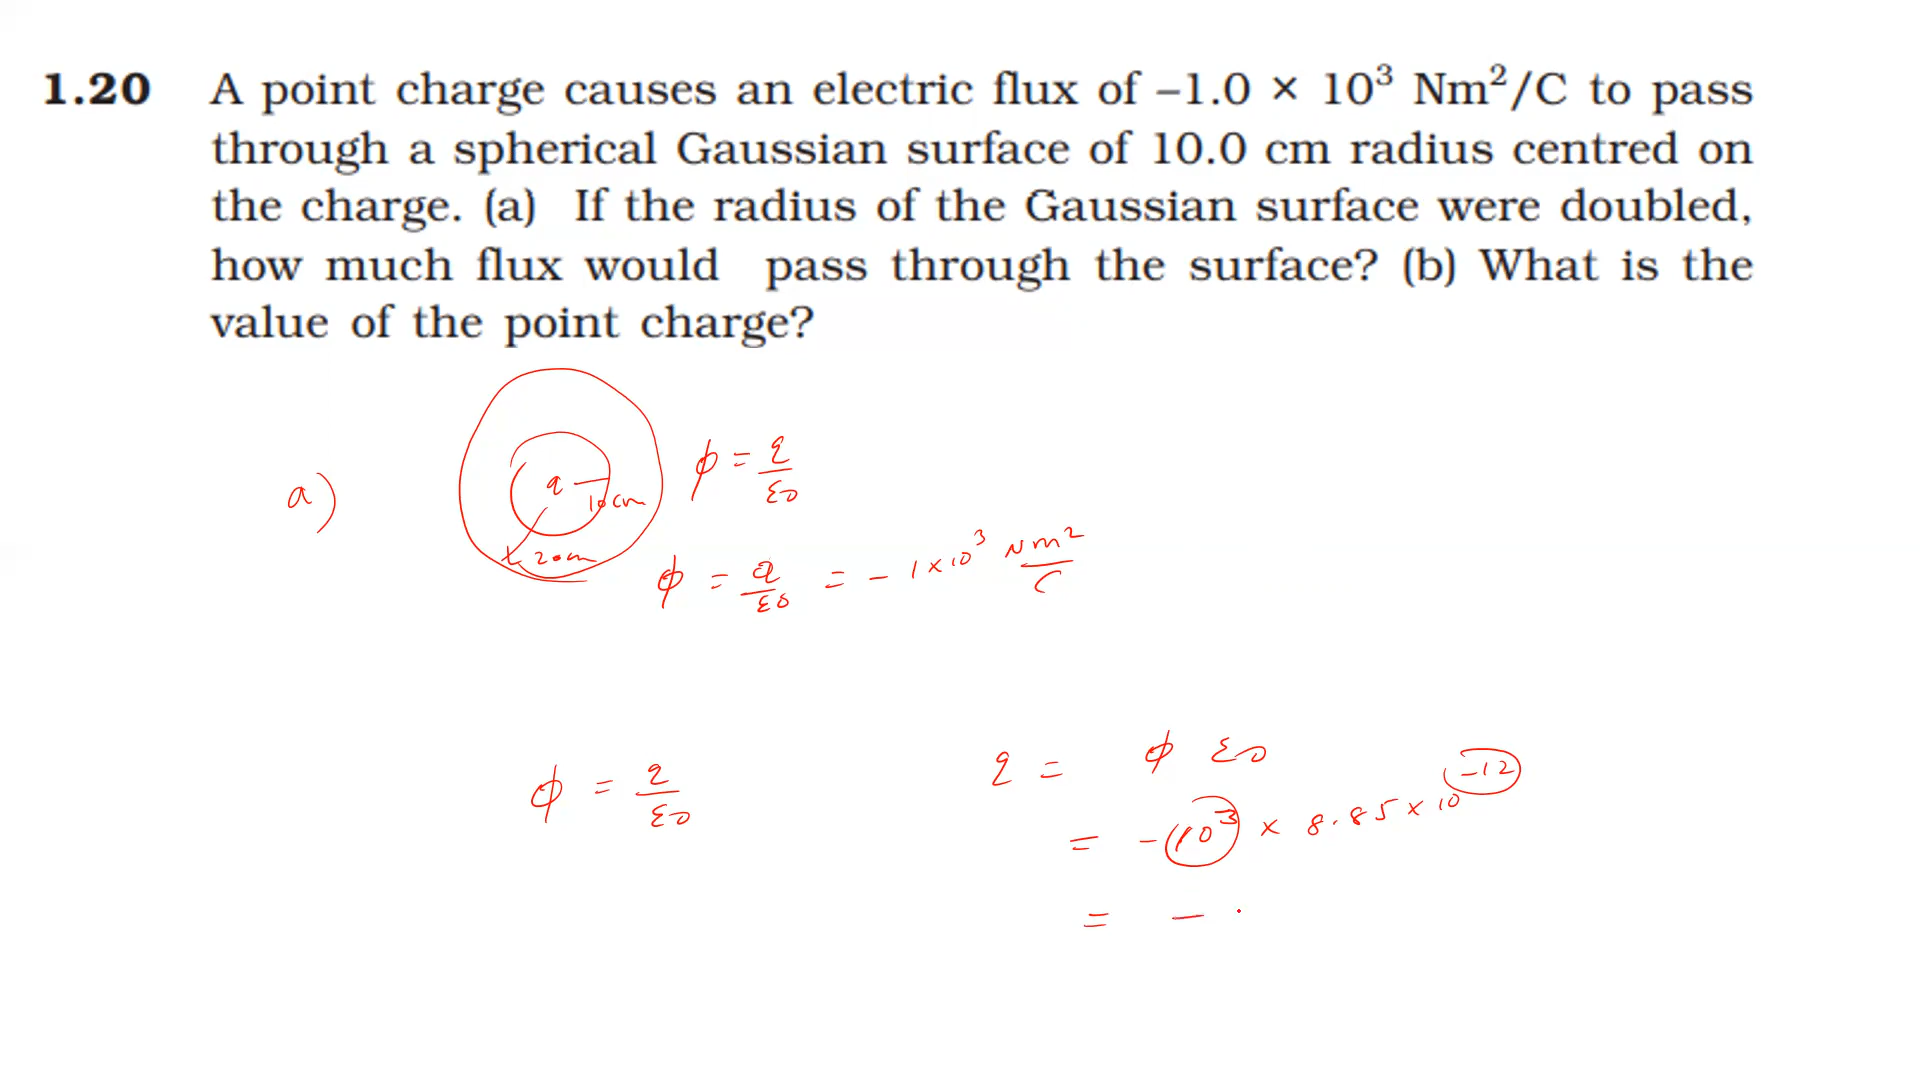 1.20 A point charge causes an electric flux of –1.0 × 10³ Nm²/C to pass
through a spherical Gaussian surface of 10.0 cm radius centred on
the charge. (a) If the radius of the Gaussian surface were doubled,
how much flux would pass through the surface? (b) What is the
value of the point charge?
a)
q
10cm
20cm
ϕ = q/ε0
ϕ = q/ε0 = - 1×10³ Nm²/C
ϕ = q/ε0
q = ϕ ε0
= -10³ × 8.85×10⁻¹²
= - .